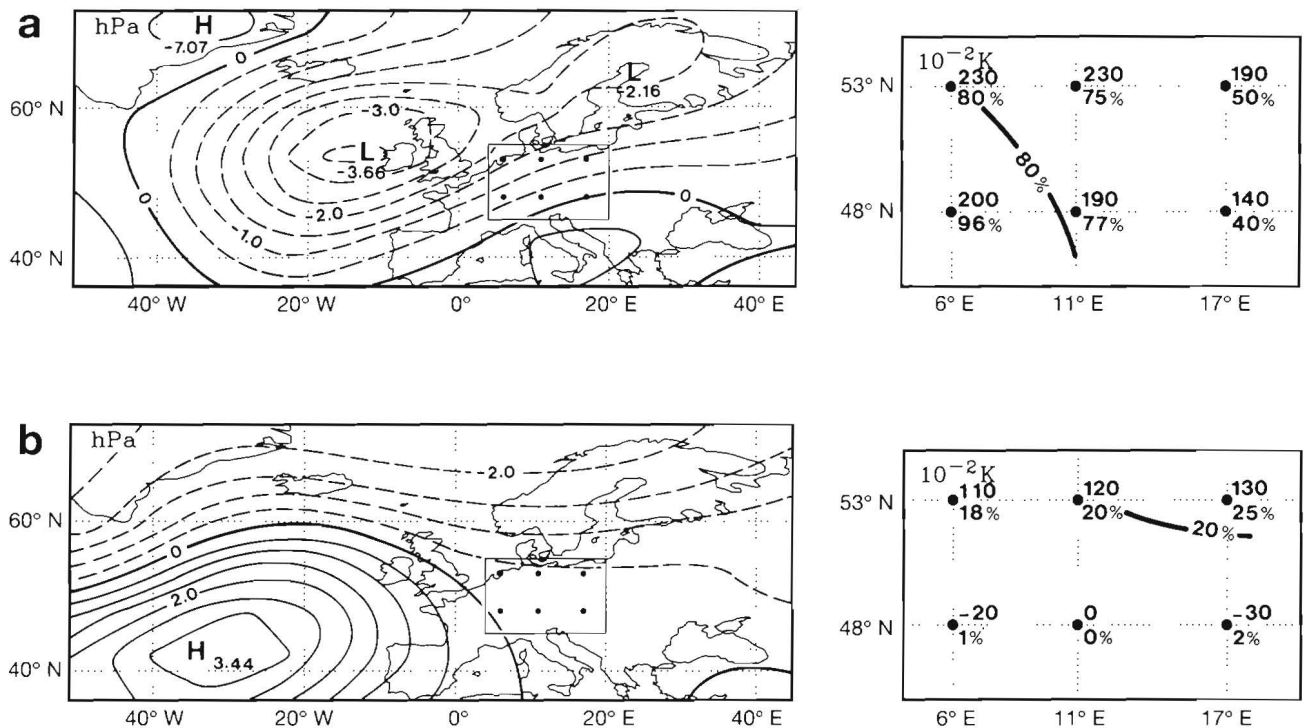 a
hPa
H
-7.07
0
L
-2.16
60° N
-3.0
L
-3.66
0
0
-2.0
-1.0
40° N
40° W
20° W
0°
20° E
40° E
10⁻²K
53° N
230
80%
230
75%
190
50%
80%
48° N
200
96%
190
77%
140
40%
6° E
11° E
17° E
b
hPa
-2.0
60° N
0
2.0
H
3.44
40° N
40° W
20° W
0°
20° E
40° E
10⁻²K
53° N
110
18%
120
20%
130
25%
20%
48° N
-20
1%
0
0%
-30
2%
6° E
11° E
17° E